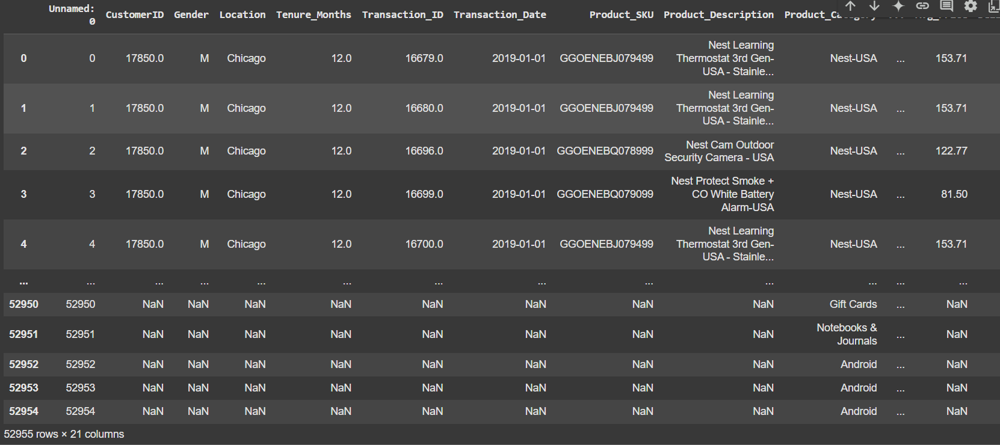 Unnamed: 0 CustomerID Gender Location Tenure_Months Transaction_ID Transaction_Date Product_SKU Product_Description
0 0 17850.0 M Chicago 12.0 16679.0 2019-01-01 GGOENEBJ079499 Nest Learning Thermostat 3rd Gen-USA - Stainle... Nest-USA ... 153.71
1 1 17850.0 M Chicago 12.0 16680.0 2019-01-01 GGOENEBJ079499 Nest Learning Thermostat 3rd Gen-USA - Stainle... Nest-USA ... 153.71
2 2 17850.0 M Chicago 12.0 16696.0 2019-01-01 GGOENEBQ078999 Nest Cam Outdoor Security Camera - USA Nest-USA ... 122.77
3 3 17850.0 M Chicago 12.0 16699.0 2019-01-01 GGOENEBQ079099 Nest Protect Smoke + CO White Battery Alarm-USA Nest-USA ... 81.50
4 4 17850.0 M Chicago 12.0 16700.0 2019-01-01 GGOENEBJ079499 Nest Learning Thermostat 3rd Gen-USA - Stainle... Nest-USA ... 153.71
... ... ... ... ... ... ... ... ... ... ... ... ...
52950 52950 NaN NaN NaN NaN NaN NaN NaN NaN Gift Cards ... NaN
52951 52951 NaN NaN NaN NaN NaN NaN NaN NaN Notebooks & Journals ... NaN
52952 52952 NaN NaN NaN NaN NaN NaN NaN NaN Android ... NaN
52953 52953 NaN NaN NaN NaN NaN NaN NaN NaN Android ... NaN
52954 52954 NaN NaN NaN NaN NaN NaN NaN NaN Android ... NaN
52955 rows × 21 columns